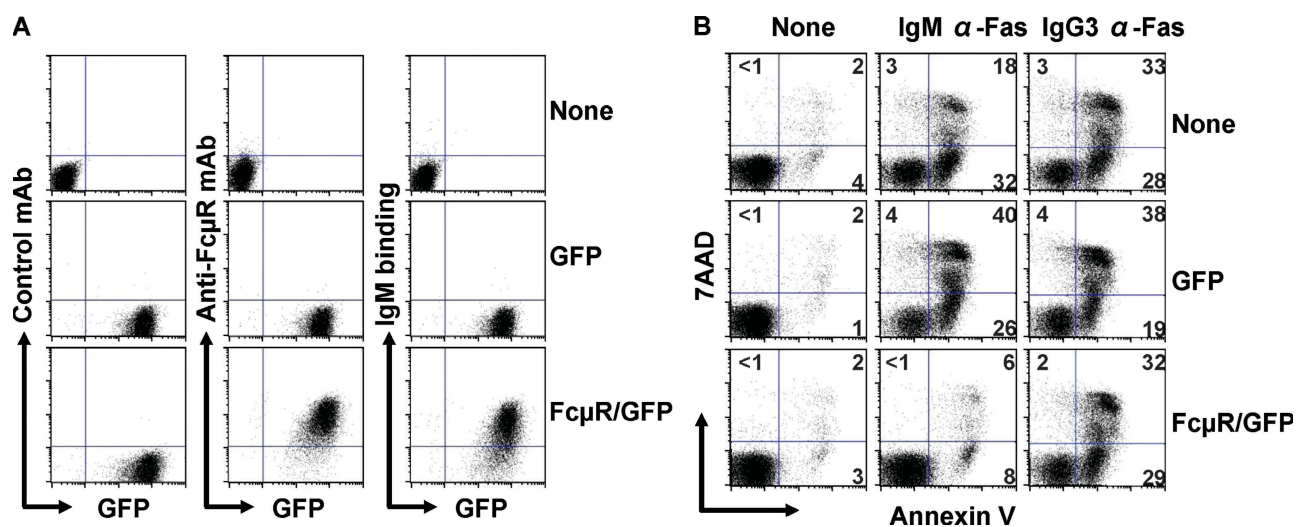 A
Control mAb
Anti-FcμR mAb
IgM binding
None
GFP
FcμR/GFP
GFP
GFP
GFP
B
None
IgM α-Fas
IgG3 α-Fas
<1 2
4
3 18
32
3 33
28
None
<1 2
1
4 40
26
4 38
19
GFP
<1 2
3
<1 6
8
2 32
29
FcμR/GFP
7AAD
Annexin V